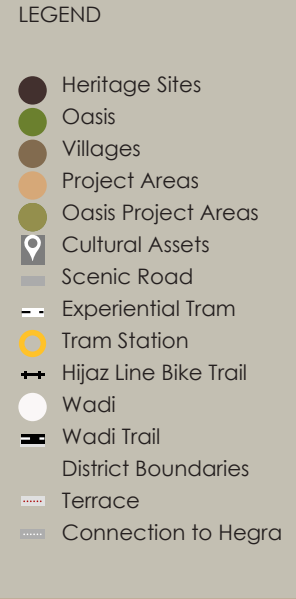 LEGEND
Heritage Sites
Oasis
Villages
Project Areas
Oasis Project Areas
Cultural Assets
Scenic Road
Experiential Tram
Tram Station
Hijaz Line Bike Trail
Wadi
Wadi Trail
District Boundaries
Terrace
Connection to Hegra